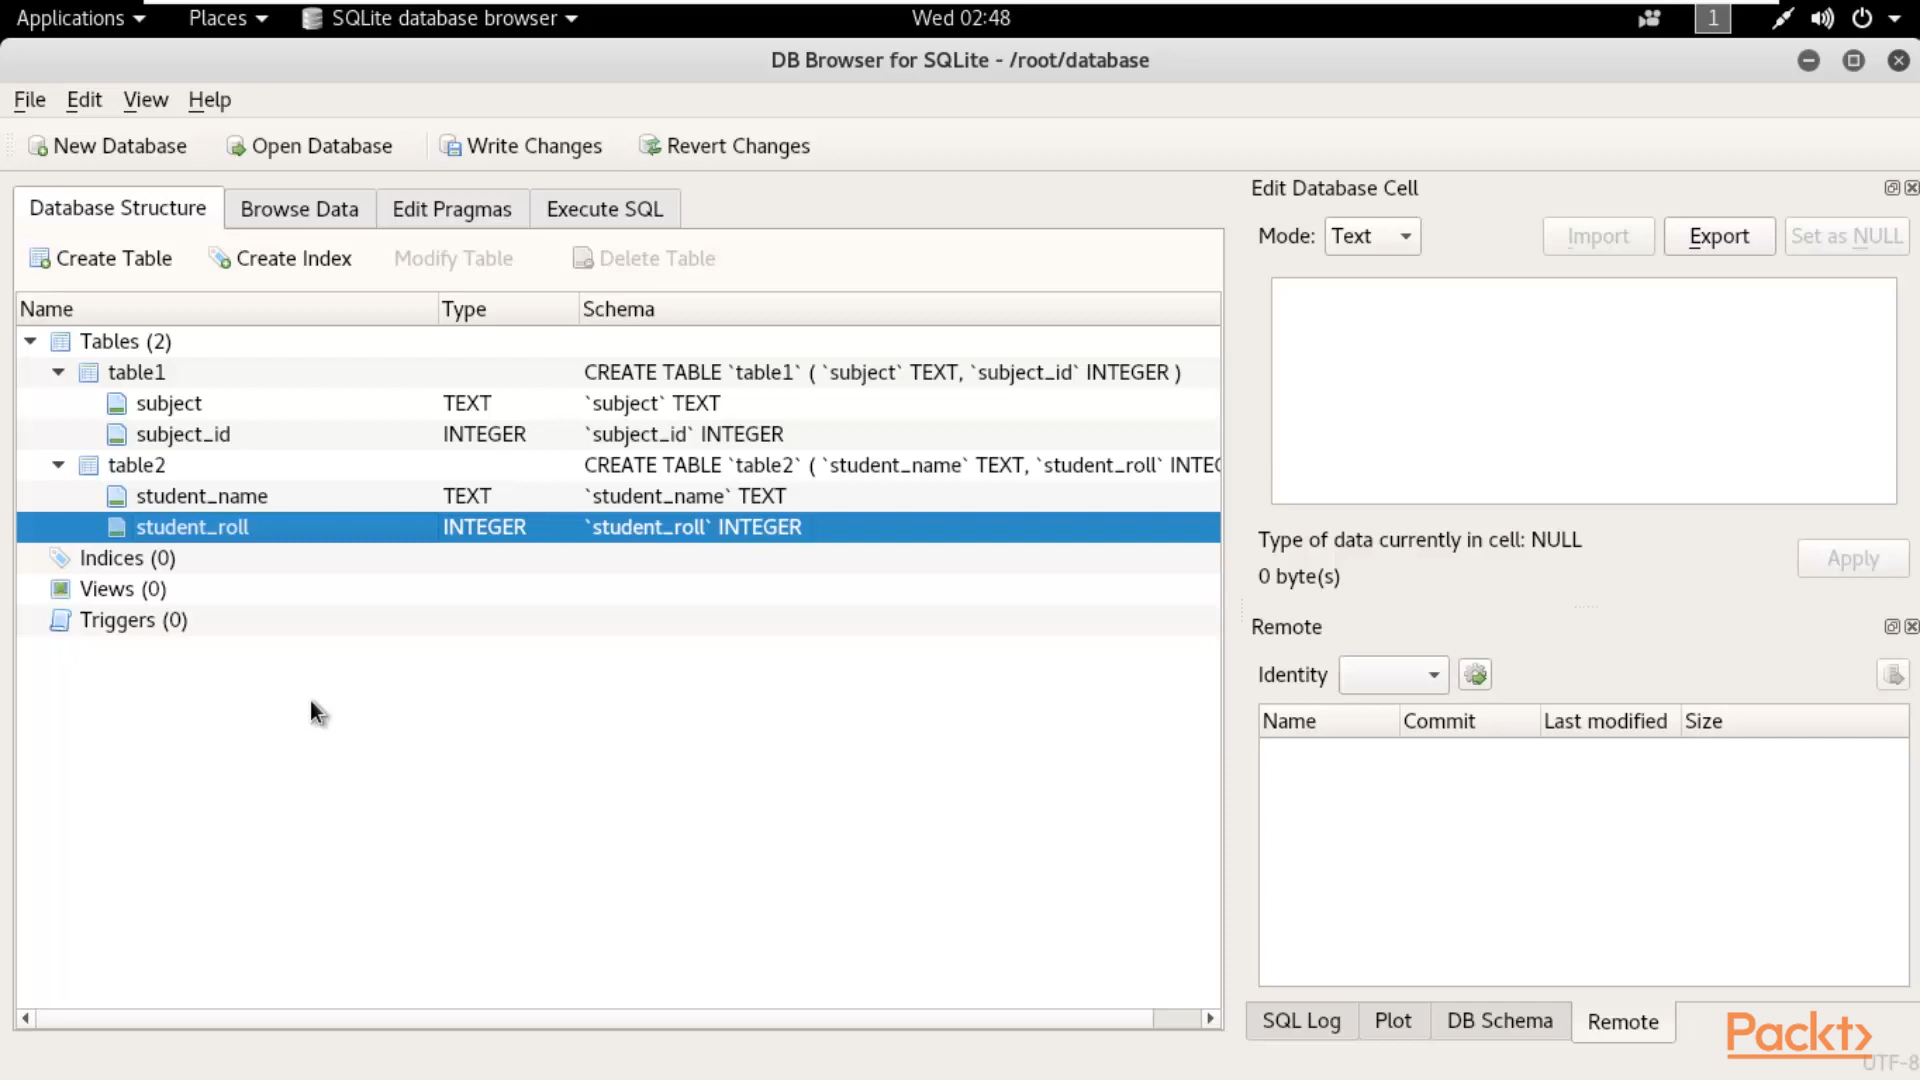 Applications Places SQLite database browser Wed 02:48 1
DB Browser for SQLite - /root/database
File Edit View Help
New Database Open Database Write Changes Revert Changes
Database Structure Browse Data Edit Pragmas Execute SQL
Create Table Create Index Modify Table Delete Table
Name Type Schema
Tables (2)
table1 CREATE TABLE `table1` ( `subject` TEXT, `subject_id` INTEGER )
subject TEXT `subject` TEXT
subject_id INTEGER `subject_id` INTEGER
table2 CREATE TABLE `table2` ( `student_name` TEXT, `student_roll` INTEG
student_name TEXT `student_name` TEXT
student_roll INTEGER `student_roll` INTEGER
Indices (0)
Views (0)
Triggers (0)
Edit Database Cell
Mode: Text Import Export Set as NULL
Type of data currently in cell: NULL
0 byte(s)
Apply
Remote
Identity
Name Commit Last modified Size
SQL Log Plot DB Schema Remote
Packt>
UTF-8